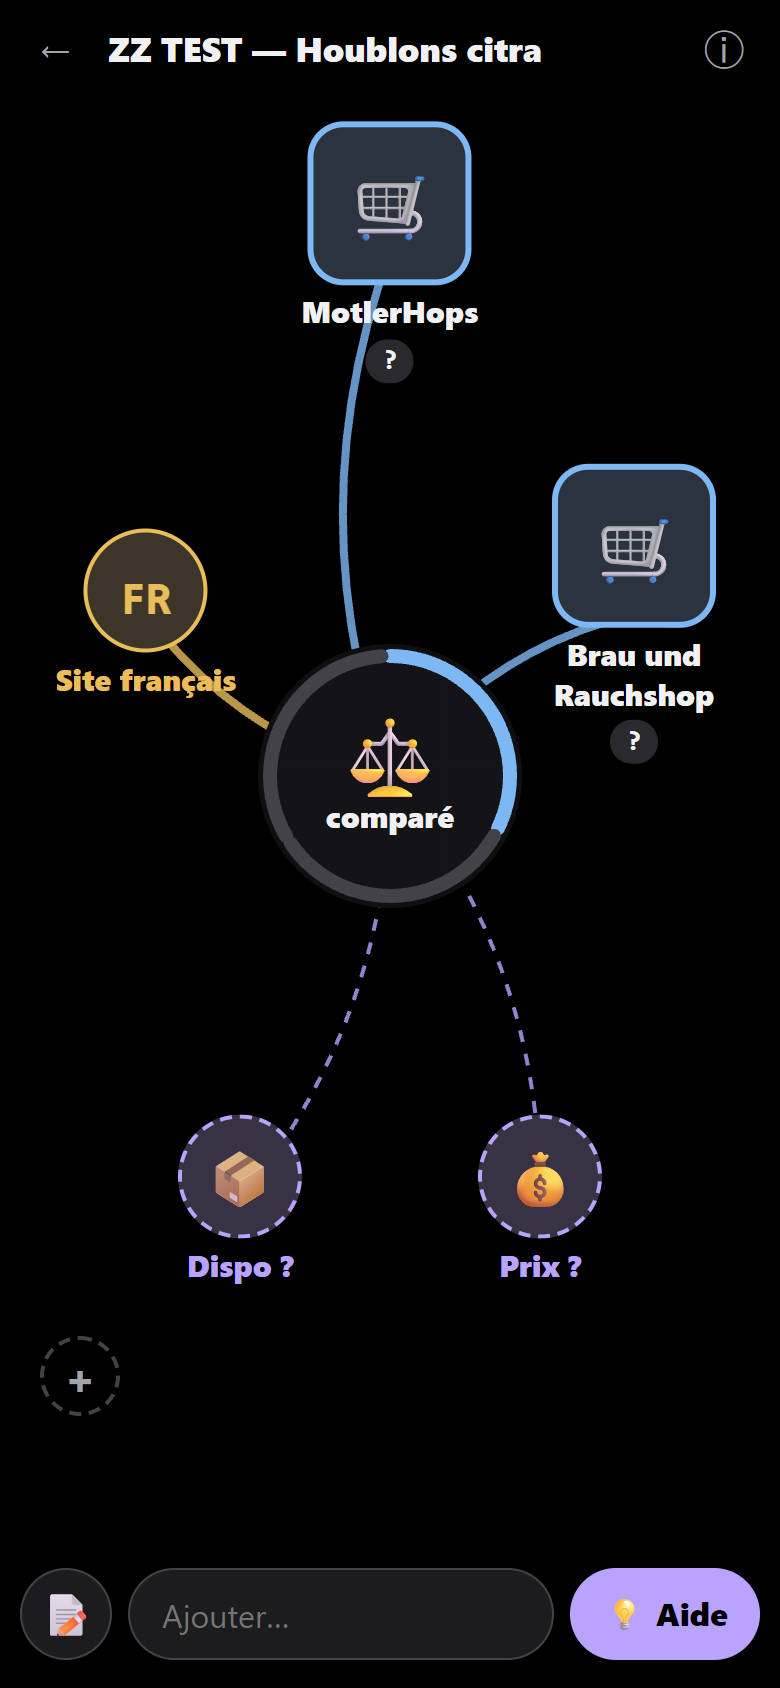 ← ZZ TEST — Houblons citra ⓘ
MotlerHops
?
FR
Site français
Brau und
Rauchshop
?
comparé
Dispo ?
Prix ?
+
Ajouter...
Aide